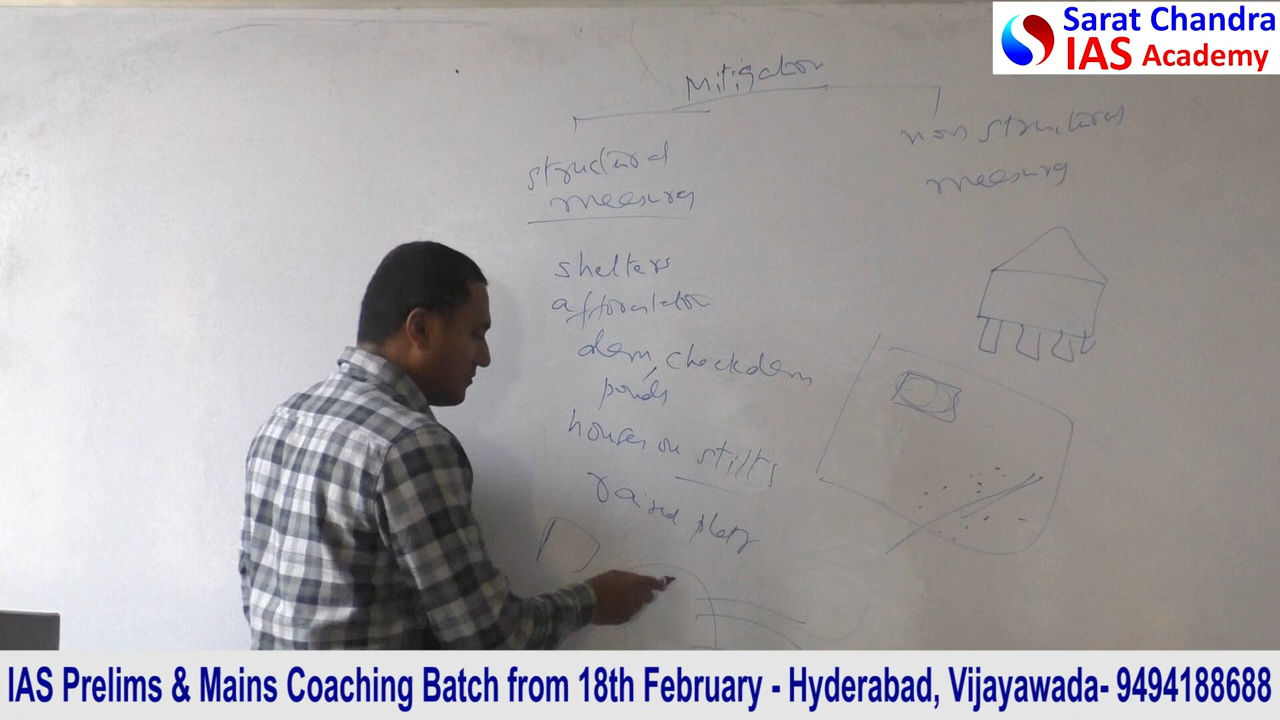 Sarat Chandra
IAS Academy
Mitigation
structural
measures
non structural
measures
shelters
afforestation
dam, checkdam
ponds
houses on stilts
raised
IAS Prelims & Mains Coaching Batch from 18th February - Hyderabad, Vijayawada- 9494188688